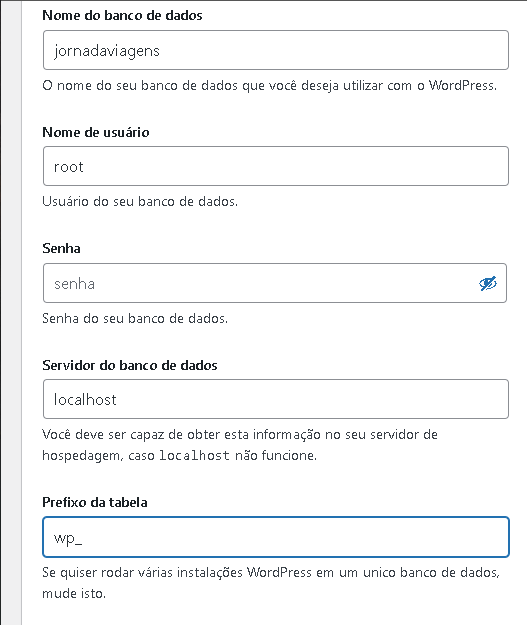 Nome do banco de dados
jornadaviagens
O nome do seu banco de dados que você deseja utilizar com o WordPress.
Nome de usuário
root
Usuário do seu banco de dados.
Senha
senha
Senha do seu banco de dados.
Servidor do banco de dados
localhost
Você deve ser capaz de obter esta informação no seu servidor de
hospedagem, caso localhost não funcione.
Prefixo da tabela
wp_
Se quiser rodar várias instalações WordPress em um unico banco de dados,
mude isto.